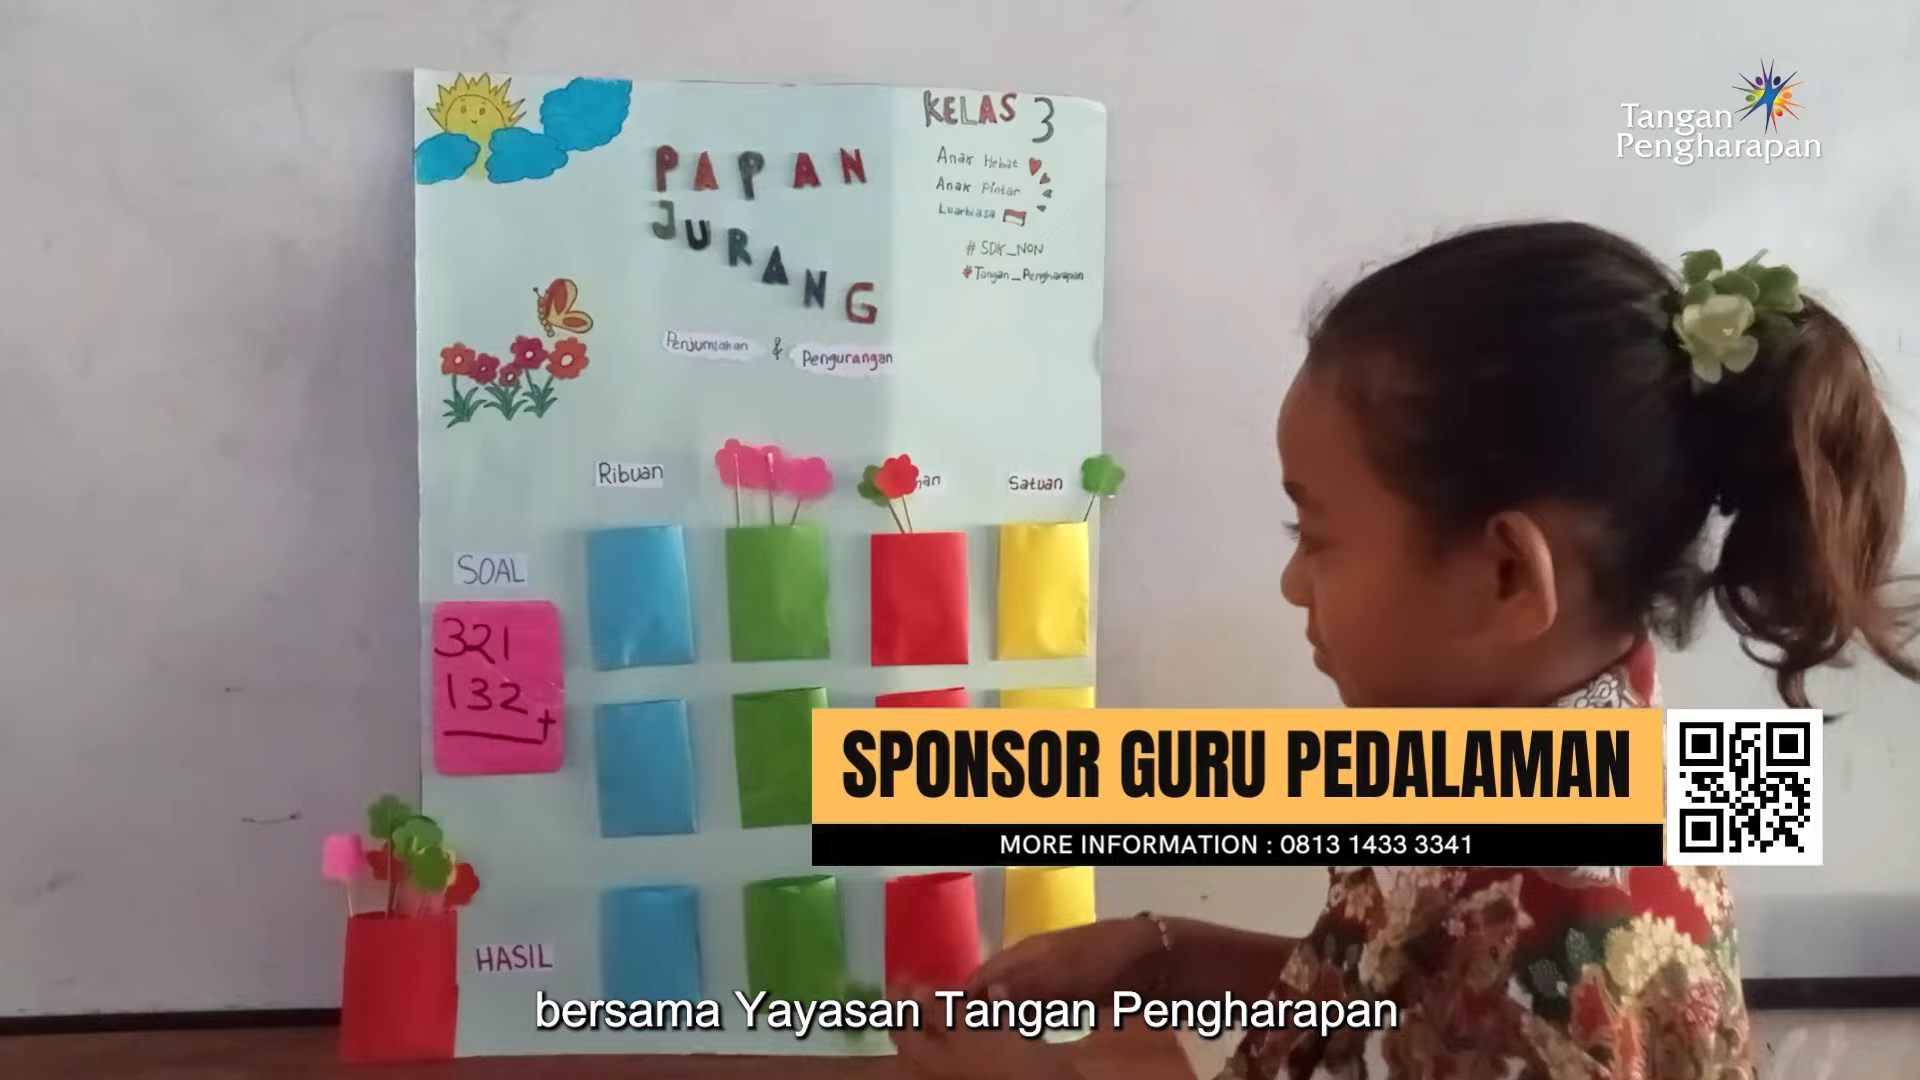 Tangan
Pengharapan
KELAS 3
Anak Hebat
Anak Pintar
Luarbiasa
#SDK_NON
#Tangan_Pengharapan
PAPAN
JURANG
Penjumlahan & Pengurangan
Ribuan
Satuan
SOAL
321
132
+
SPONSOR GURU PEDALAMAN
MORE INFORMATION : 0813 1433 3341
HASIL
bersama Yayasan Tangan Pengharapan